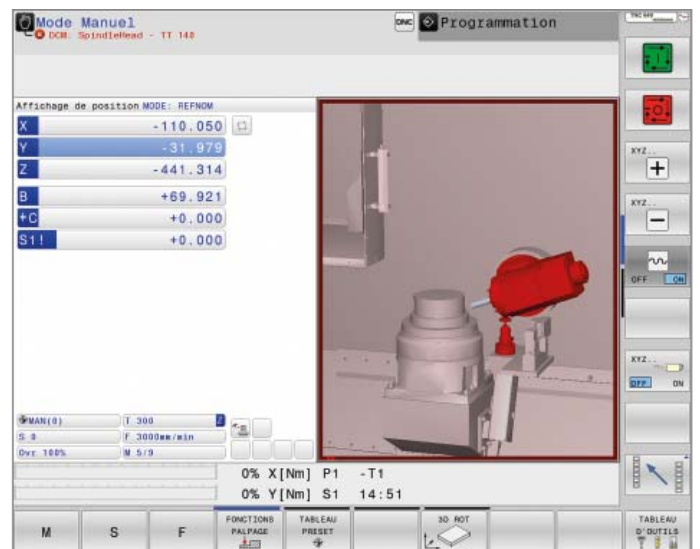 Mode Manuel
DCM: SpindleHead - TT 140
DNC
Programmation
TNC 640
Affichage de position MODE: REFNOM
X -110.050
Y -31.979
Z -441.314
B +69.921
+C +0.000
S1! +0.000
XYZ..
+
XYZ..
−
OFF ON
XYZ..
OFF ON
MAN(0) T 300 Z
S 0 F 3000mm/min
Ovr 100% M 5/9
0% X[Nm] P1 -T1
0% Y[Nm] S1 14:51
M
S
F
FONCTIONS PALPAGE
TABLEAU PRESET
3D ROT
TABLEAU D'OUTILS